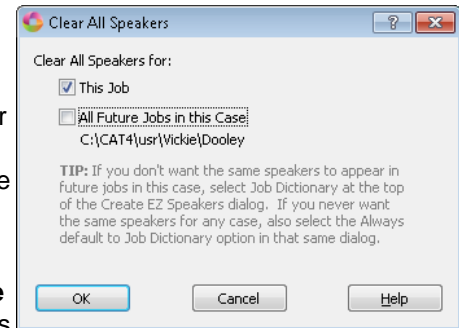 Clear All Speakers
Clear All Speakers for:
This Job
r
All Future Jobs in this Case
C:\CAT4\usr\Vickie\Dooley
TIP: If you don't want the same speakers to appear in
e
future jobs in this case, select Job Dictionary at the top
of the Create EZ Speakers dialog. If you never want
the same speakers for any case, also select the Always
default to Job Dictionary option in that same dialog.
e
OK Cancel Help
s